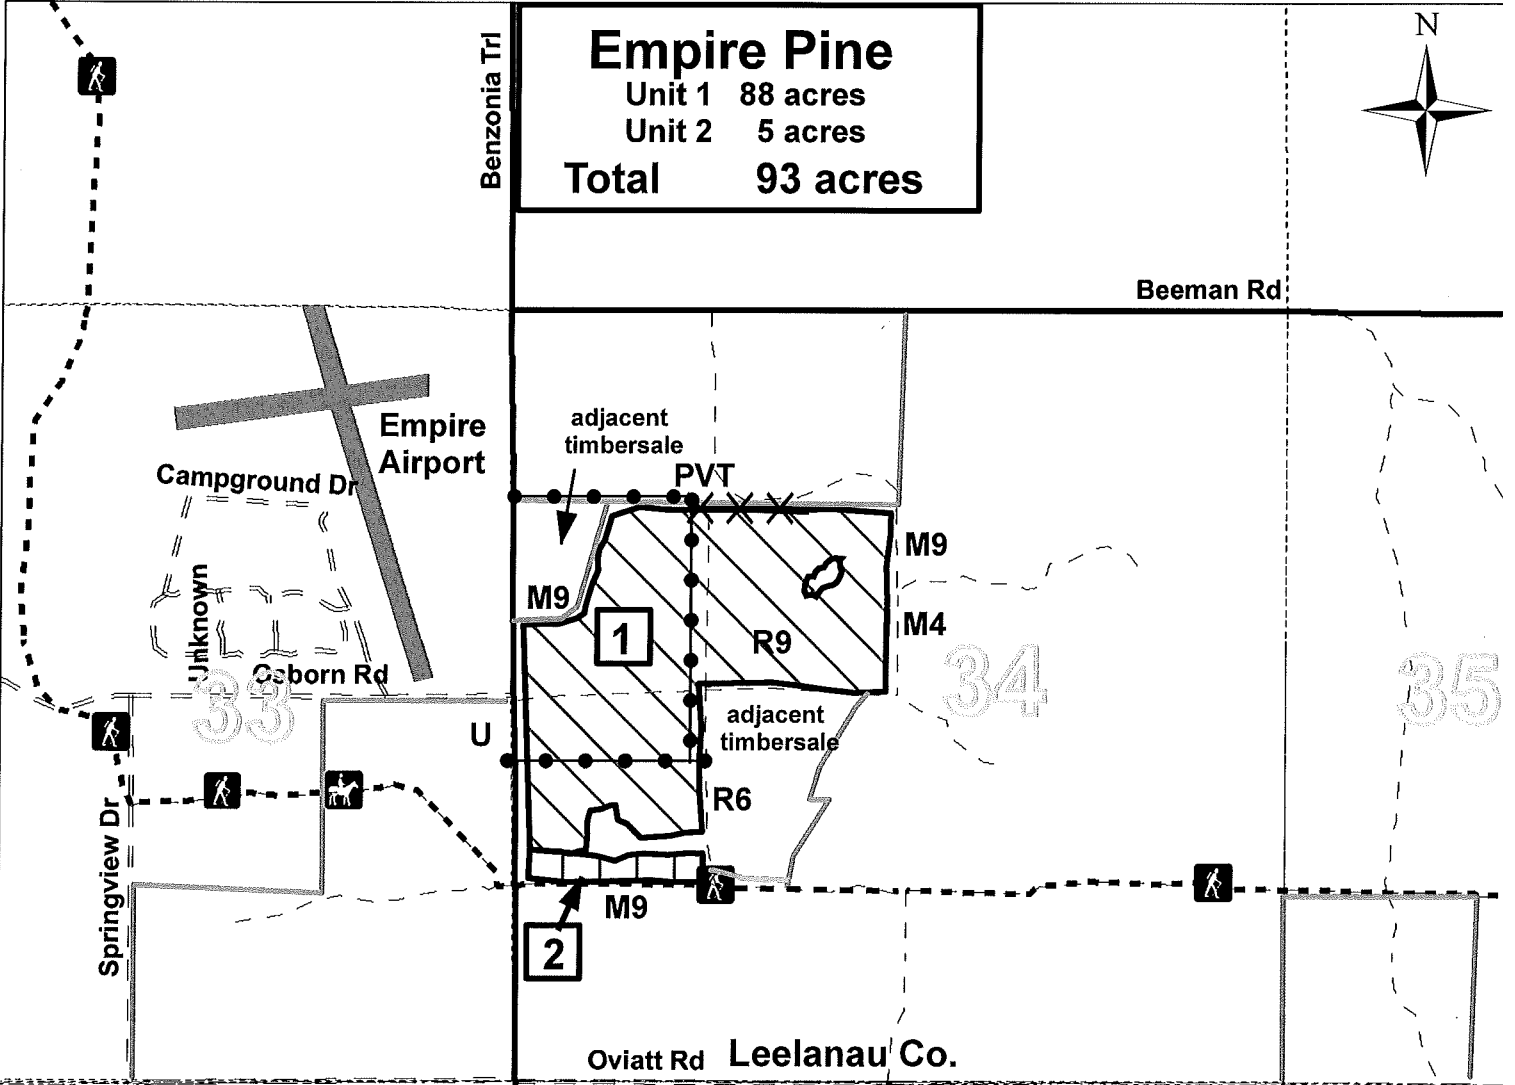 Empire Pine
Unit 1 88 acres
Unit 2 5 acres
Total 93 acres
N
Benzonia Trl
Beeman Rd
adjacent
timbersale
Empire
Airport
PVT
Campground Dr
M9
M9
Unknown
1
M4
R9
Osborn Rd
33
34
35
adjacent
timbersale
U
R6
Springview Dr
M9
2
Oviatt Rd
Leelanau Co.